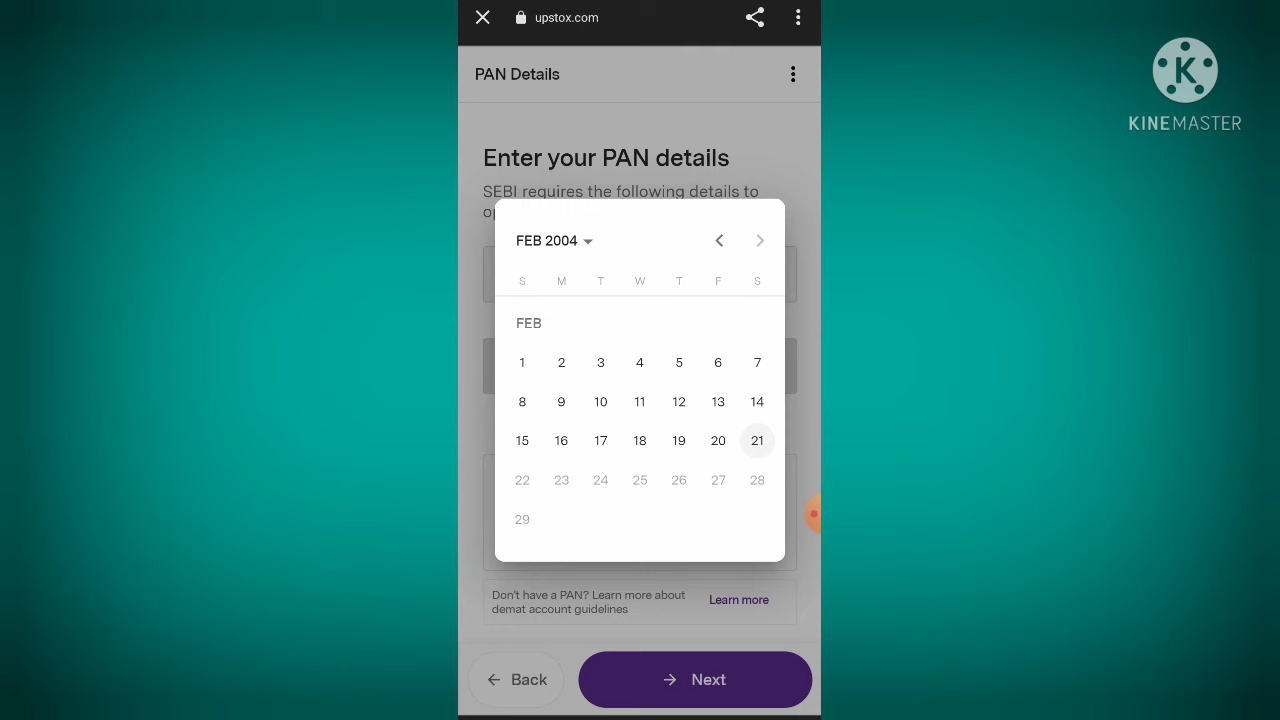 upstox.com
PAN Details
KINEMASTER
Enter your PAN details
SEBI requires the following details to
FEB 2004
S M T W T F S
FEB
1 2 3 4 5 6 7
8 9 10 11 12 13 14
15 16 17 18 19 20 21
22 23 24 25 26 27 28
29
Don't have a PAN? Learn more about
demat account guidelines
Learn more
Back
Next